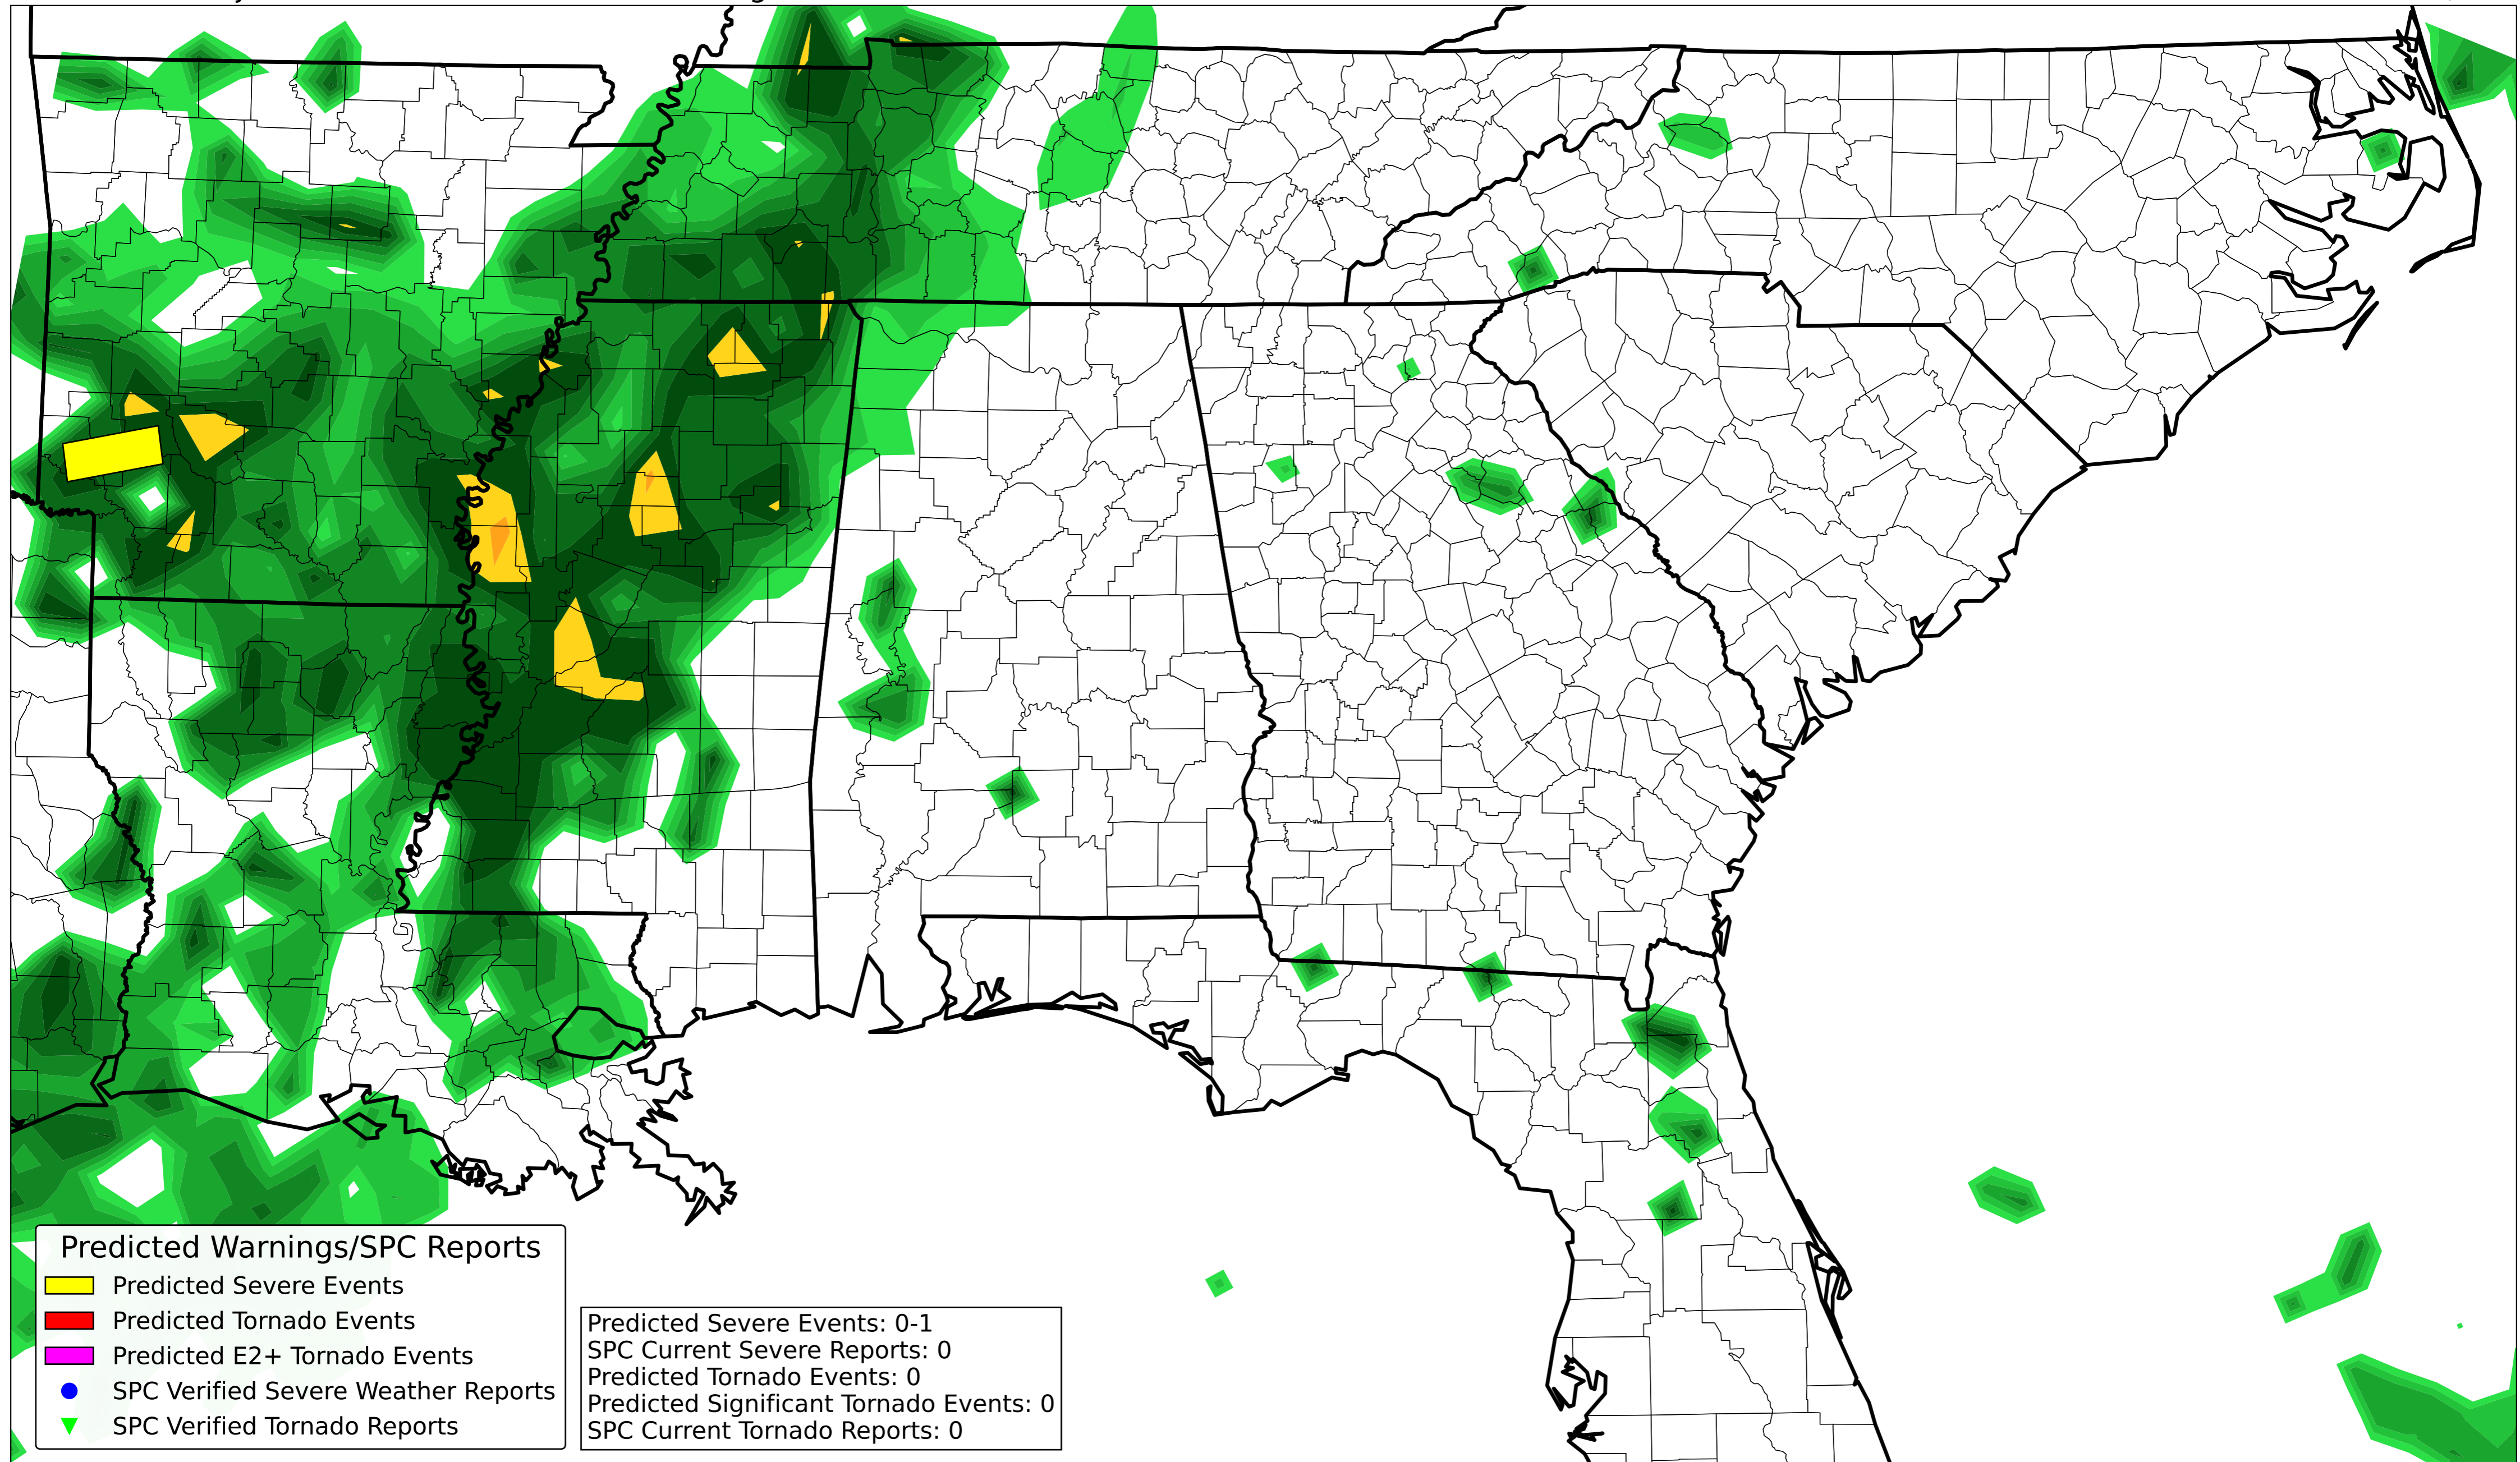 Predicted Warnings/SPC Reports
Predicted Severe Events
Predicted Tornado Events
Predicted E2+ Tornado Events
SPC Verified Severe Weather Reports
SPC Verified Tornado Reports
Predicted Severe Events: 0-1
SPC Current Severe Reports: 0
Predicted Tornado Events: 0
Predicted Significant Tornado Events: 0
SPC Current Tornado Reports: 0